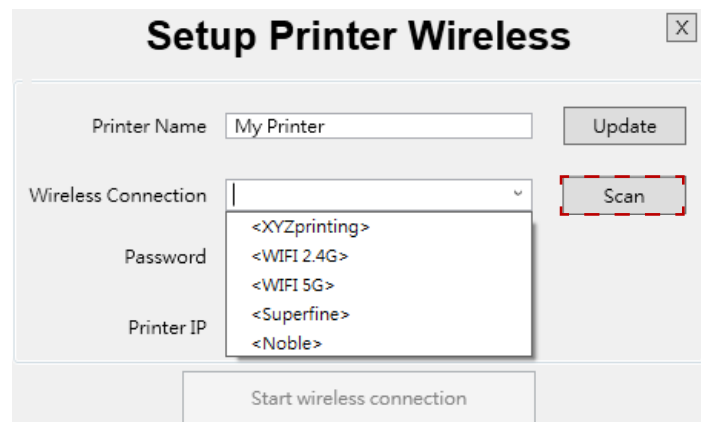 Setup Printer Wireless
X
Printer Name My Printer Update
Wireless Connection Scan
<XYZprinting>
Password <WIFI 2.4G>
<WIFI 5G>
<Superfine>
Printer IP
<Noble>
Start wireless connection